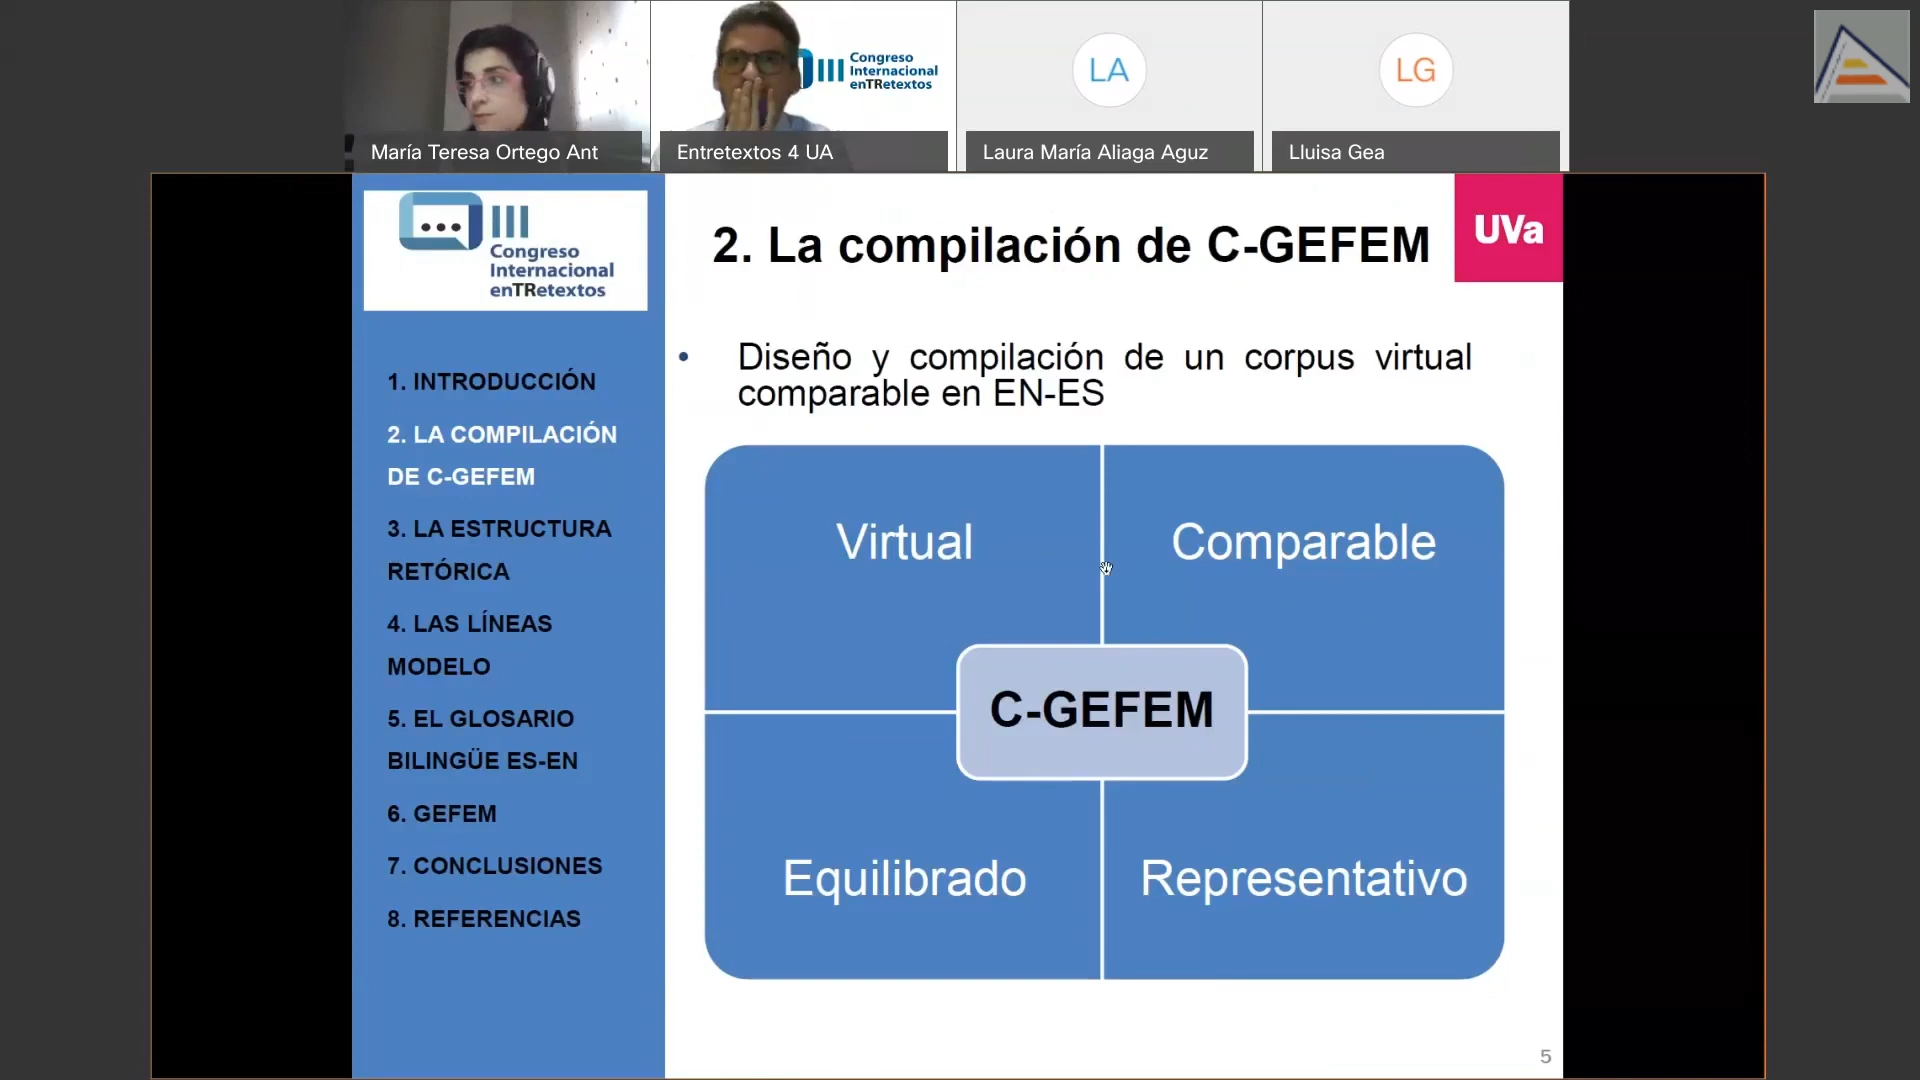 III
Congreso
Internacional
enTRetextos
LA
LG
María Teresa Ortego Ant
Entretextos 4 UA
Laura María Aliaga Aguz
Lluisa Gea
III
Congreso
Internacional
enTRetextos
2. La compilación de C-GEFEM
UVa
1. INTRODUCCIÓN
2. LA COMPILACIÓN
DE C-GEFEM
3. LA ESTRUCTURA
RETÓRICA
4. LAS LÍNEAS
MODELO
5. EL GLOSARIO
BILINGÜE ES-EN
6. GEFEM
7. CONCLUSIONES
8. REFERENCIAS
• Diseño y compilación de un corpus virtual
comparable en EN-ES
Virtual
Comparable
C-GEFEM
Equilibrado
Representativo
5